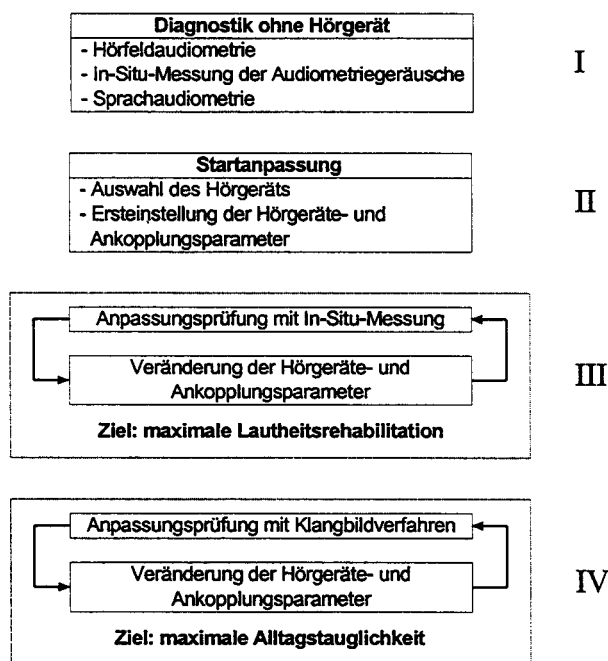 Diagnostik ohne Hörgerät
- Hörfeldaudiometrie
- In-Situ-Messung der Audiometriegeräusche
- Sprachaudiometrie
I
Startanpassung
- Auswahl des Hörgeräts
- Ersteinstellung der Hörgeräte- und
Ankopplungsparameter
II
Anpassungsprüfung mit In-Situ-Messung
Veränderung der Hörgeräte- und
Ankopplungsparameter
Ziel: maximale Lautheitsrehabilitation
III
Anpassungsprüfung mit Klangbildverfahren
Veränderung der Hörgeräte- und
Ankopplungsparameter
Ziel: maximale Alltagstauglichkeit
IV